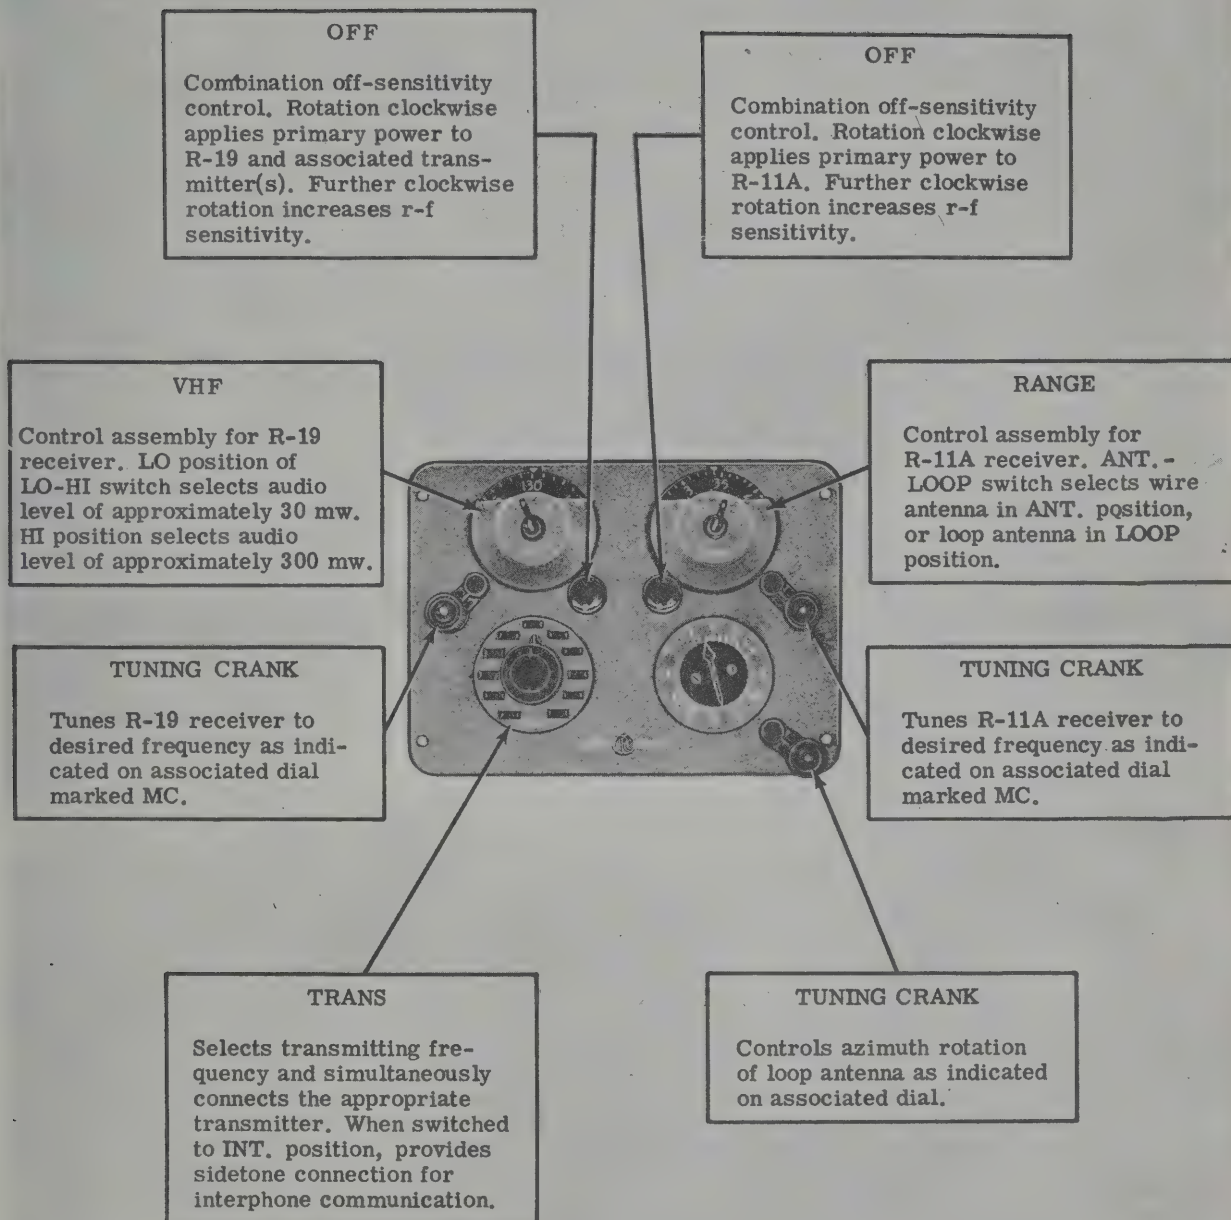 OFF
Combination off-sensitivity
control. Rotation clockwise
applies primary power to
R-19 and associated trans-
mitter(s). Further clockwise
rotation increases r-f
sensitivity.
OFF
Combination off-sensitivity
control. Rotation clockwise
applies primary power to
R-11A. Further clockwise
rotation increases r-f
sensitivity.
VHF
Control assembly for R-19
receiver. LO position of
LO-HI switch selects audio
level of approximately 30 mw.
HI position selects audio
level of approximately 300 mw.
RANGE
Control assembly for
R-11A receiver. ANT.-
LOOP switch selects wire
antenna in ANT. position,
or loop antenna in LOOP
position.
130
TUNING CRANK
Tunes R-19 receiver to
desired frequency as indi-
cated on associated dial
marked MC.
TUNING CRANK
Tunes R-11A receiver to
desired frequency as indi-
cated on associated dial
marked MC.
TRANS
Selects transmitting fre-
quency and simultaneously
connects the appropriate
transmitter. When switched
to INT. position, provides
sidetone connection for
interphone communication.
TUNING CRANK
Controls azimuth rotation
of loop antenna as indicated
on associated dial.